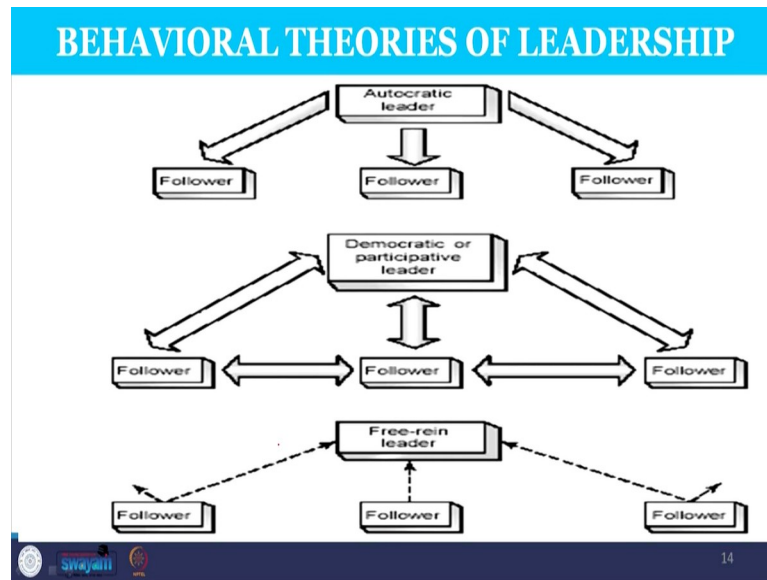 BEHAVIORAL THEORIES OF LEADERSHIP
Autocratic
leader
Follower
Follower
Follower
Democratic or
participative
leader
Follower
Follower
Follower
Free-rein
leader
Follower
Follower
Follower
swayam
14